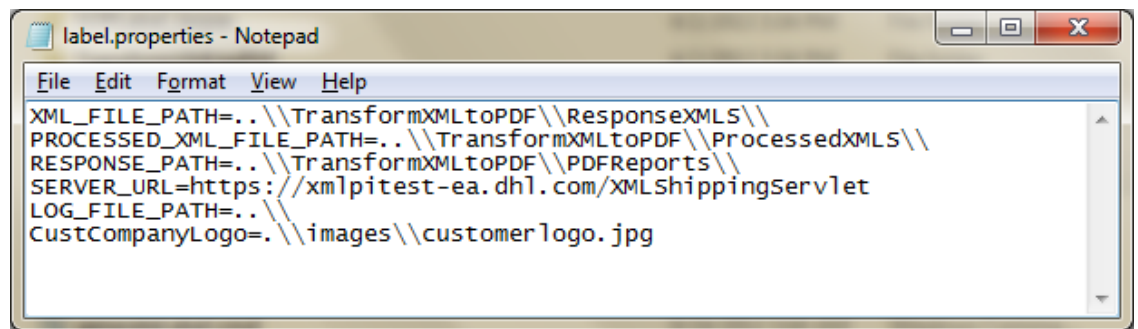 label.properties - Notepad
File Edit Format View Help
XML_FILE_PATH=..\\TransformXMLtoPDF\\ResponseXMLS\\
PROCESSED_XML_FILE_PATH=..\\TransformXMLtoPDF\\ProcessedXMLS\\
RESPONSE_PATH=..\\TransformXMLtoPDF\\PDFReports\\
SERVER_URL=https://xmlpitest-ea.dhl.com/XMLShippingServlet
LOG_FILE_PATH=..\\
CustCompanyLogo=.\\images\\customerlogo.jpg